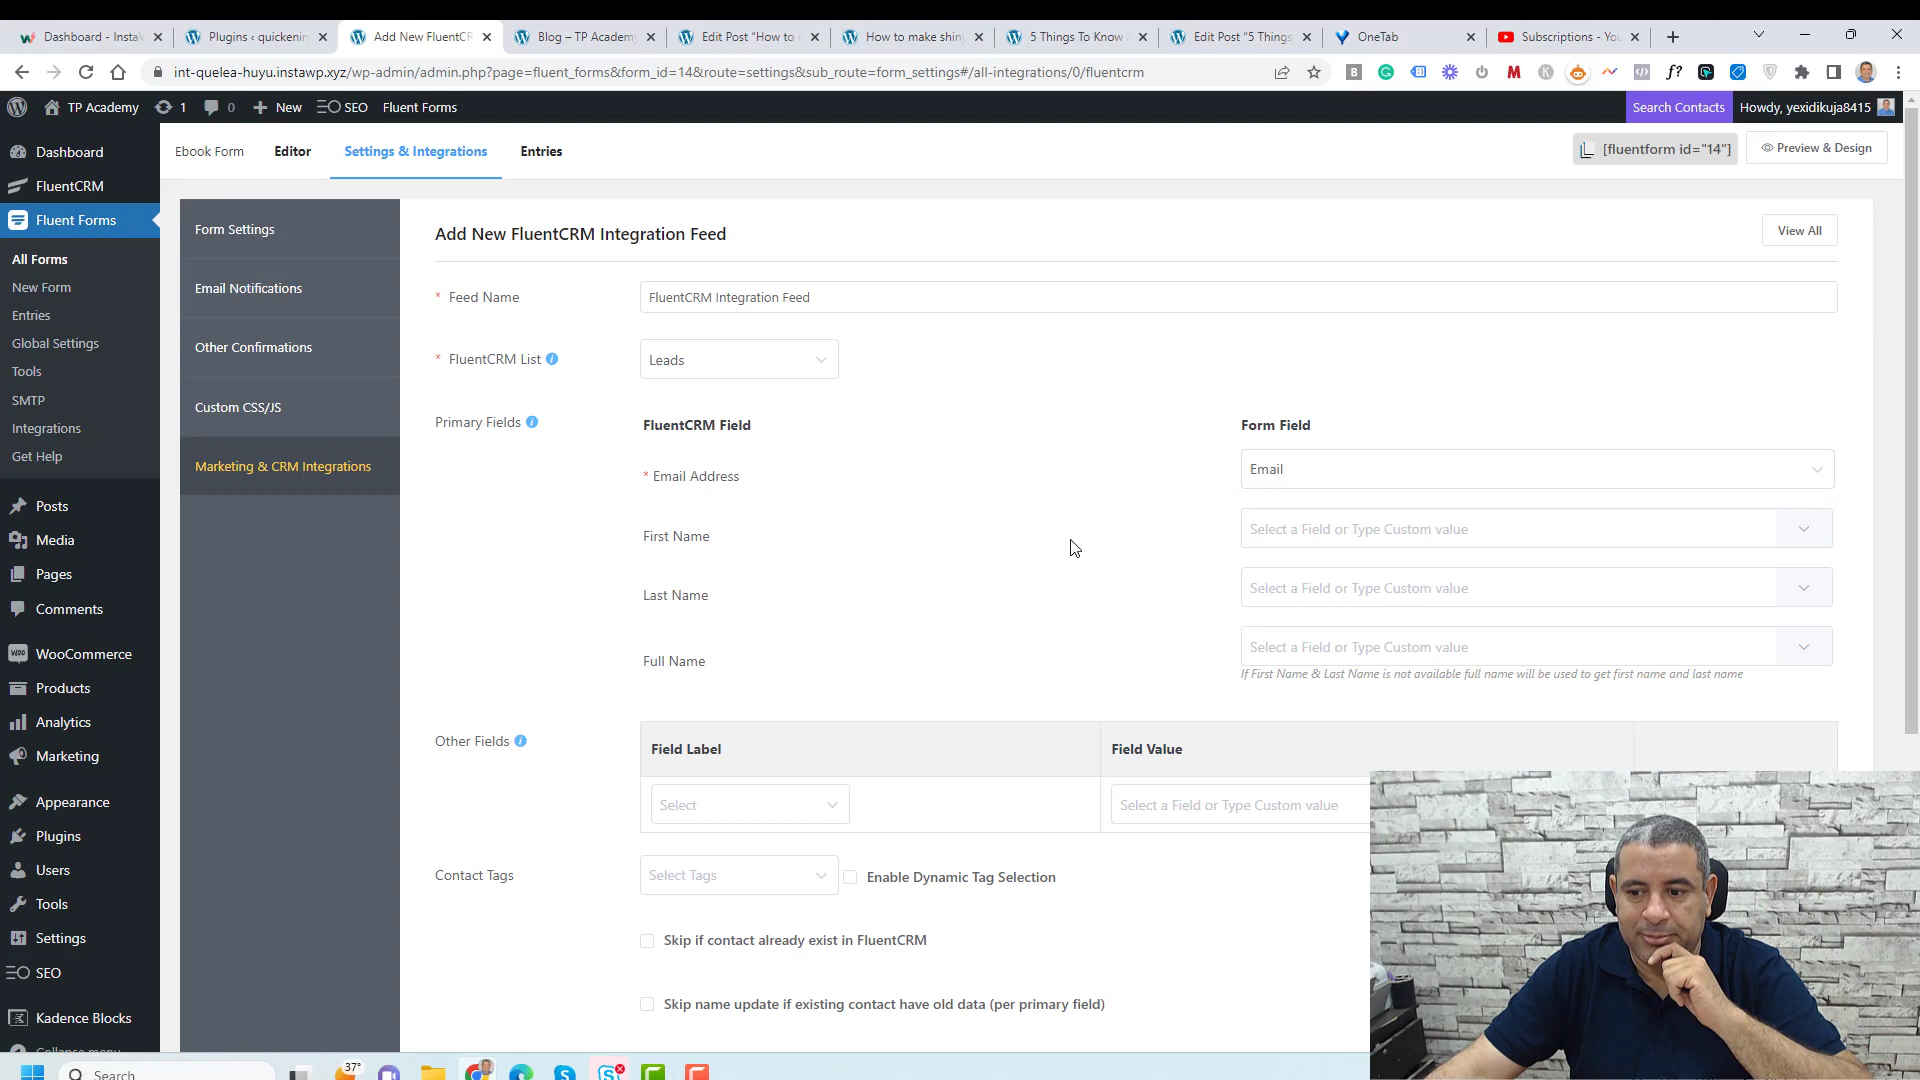 Dashboard - InstaW
Plugins ‹ quickenin
Add New FluentCR
Blog – TP Academy
Edit Post “How to
How to make shin
5 Things To Know
Edit Post “5 Things
OneTab
Subscriptions - You
int-quelea-huyu.instawp.xyz/wp-admin/admin.php?page=fluent_forms&form_id=14&route=settings&sub_route=form_settings#/all-integrations/0/fluentcrm
TP Academy
1
0
New
SEO
Fluent Forms
Search Contacts
Howdy, yexidikuja8415
Dashboard
FluentCRM
Fluent Forms
All Forms
New Form
Entries
Global Settings
Tools
SMTP
Integrations
Get Help
Posts
Media
Pages
Comments
WooCommerce
Products
Analytics
Marketing
Appearance
Plugins
Users
Tools
Settings
SEO
Kadence Blocks
Collapse menu
Ebook Form
Editor
Settings & Integrations
Entries
[fluentform id="14"]
Preview & Design
Form Settings
Email Notifications
Other Confirmations
Custom CSS/JS
Marketing & CRM Integrations
Add New FluentCRM Integration Feed
View All
* Feed Name
FluentCRM Integration Feed
* FluentCRM List
Leads
Primary Fields
FluentCRM Field
Form Field
* Email Address
Email
First Name
Select a Field or Type Custom value
Last Name
Select a Field or Type Custom value
Full Name
Select a Field or Type Custom value
If First Name & Last Name is not available full name will be used to get first name and last name
Other Fields
Field Label
Field Value
Select
Select a Field or Type Custom value
Contact Tags
Select Tags
Enable Dynamic Tag Selection
Skip if contact already exist in FluentCRM
Skip name update if existing contact have old data (per primary field)
Search
37°